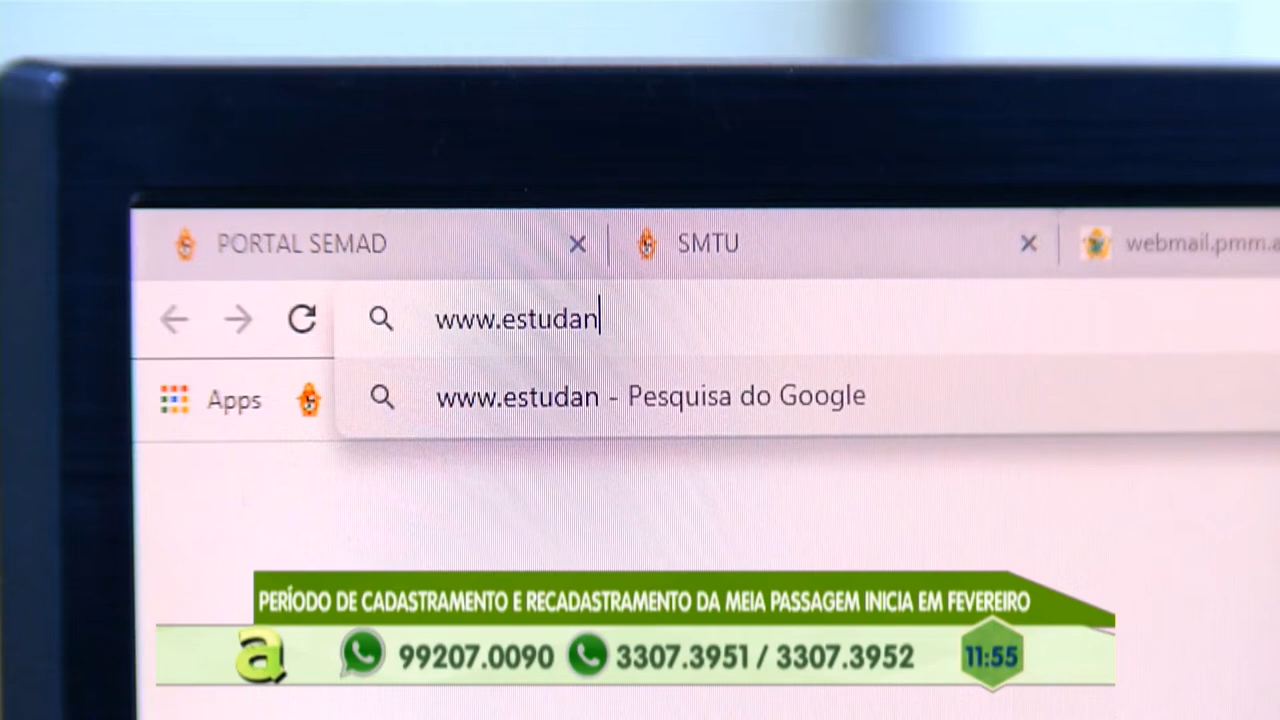 PORTAL SEMAD
SMTU
webmail.pmm.a
www.estudan
Apps
www.estudan - Pesquisa do Google
PERÍODO DE CADASTRAMENTO E RECADASTRAMENTO DA MEIA PASSAGEM INICIA EM FEVEREIRO
a 99207.0090 3307.3951 / 3307.3952 11:55